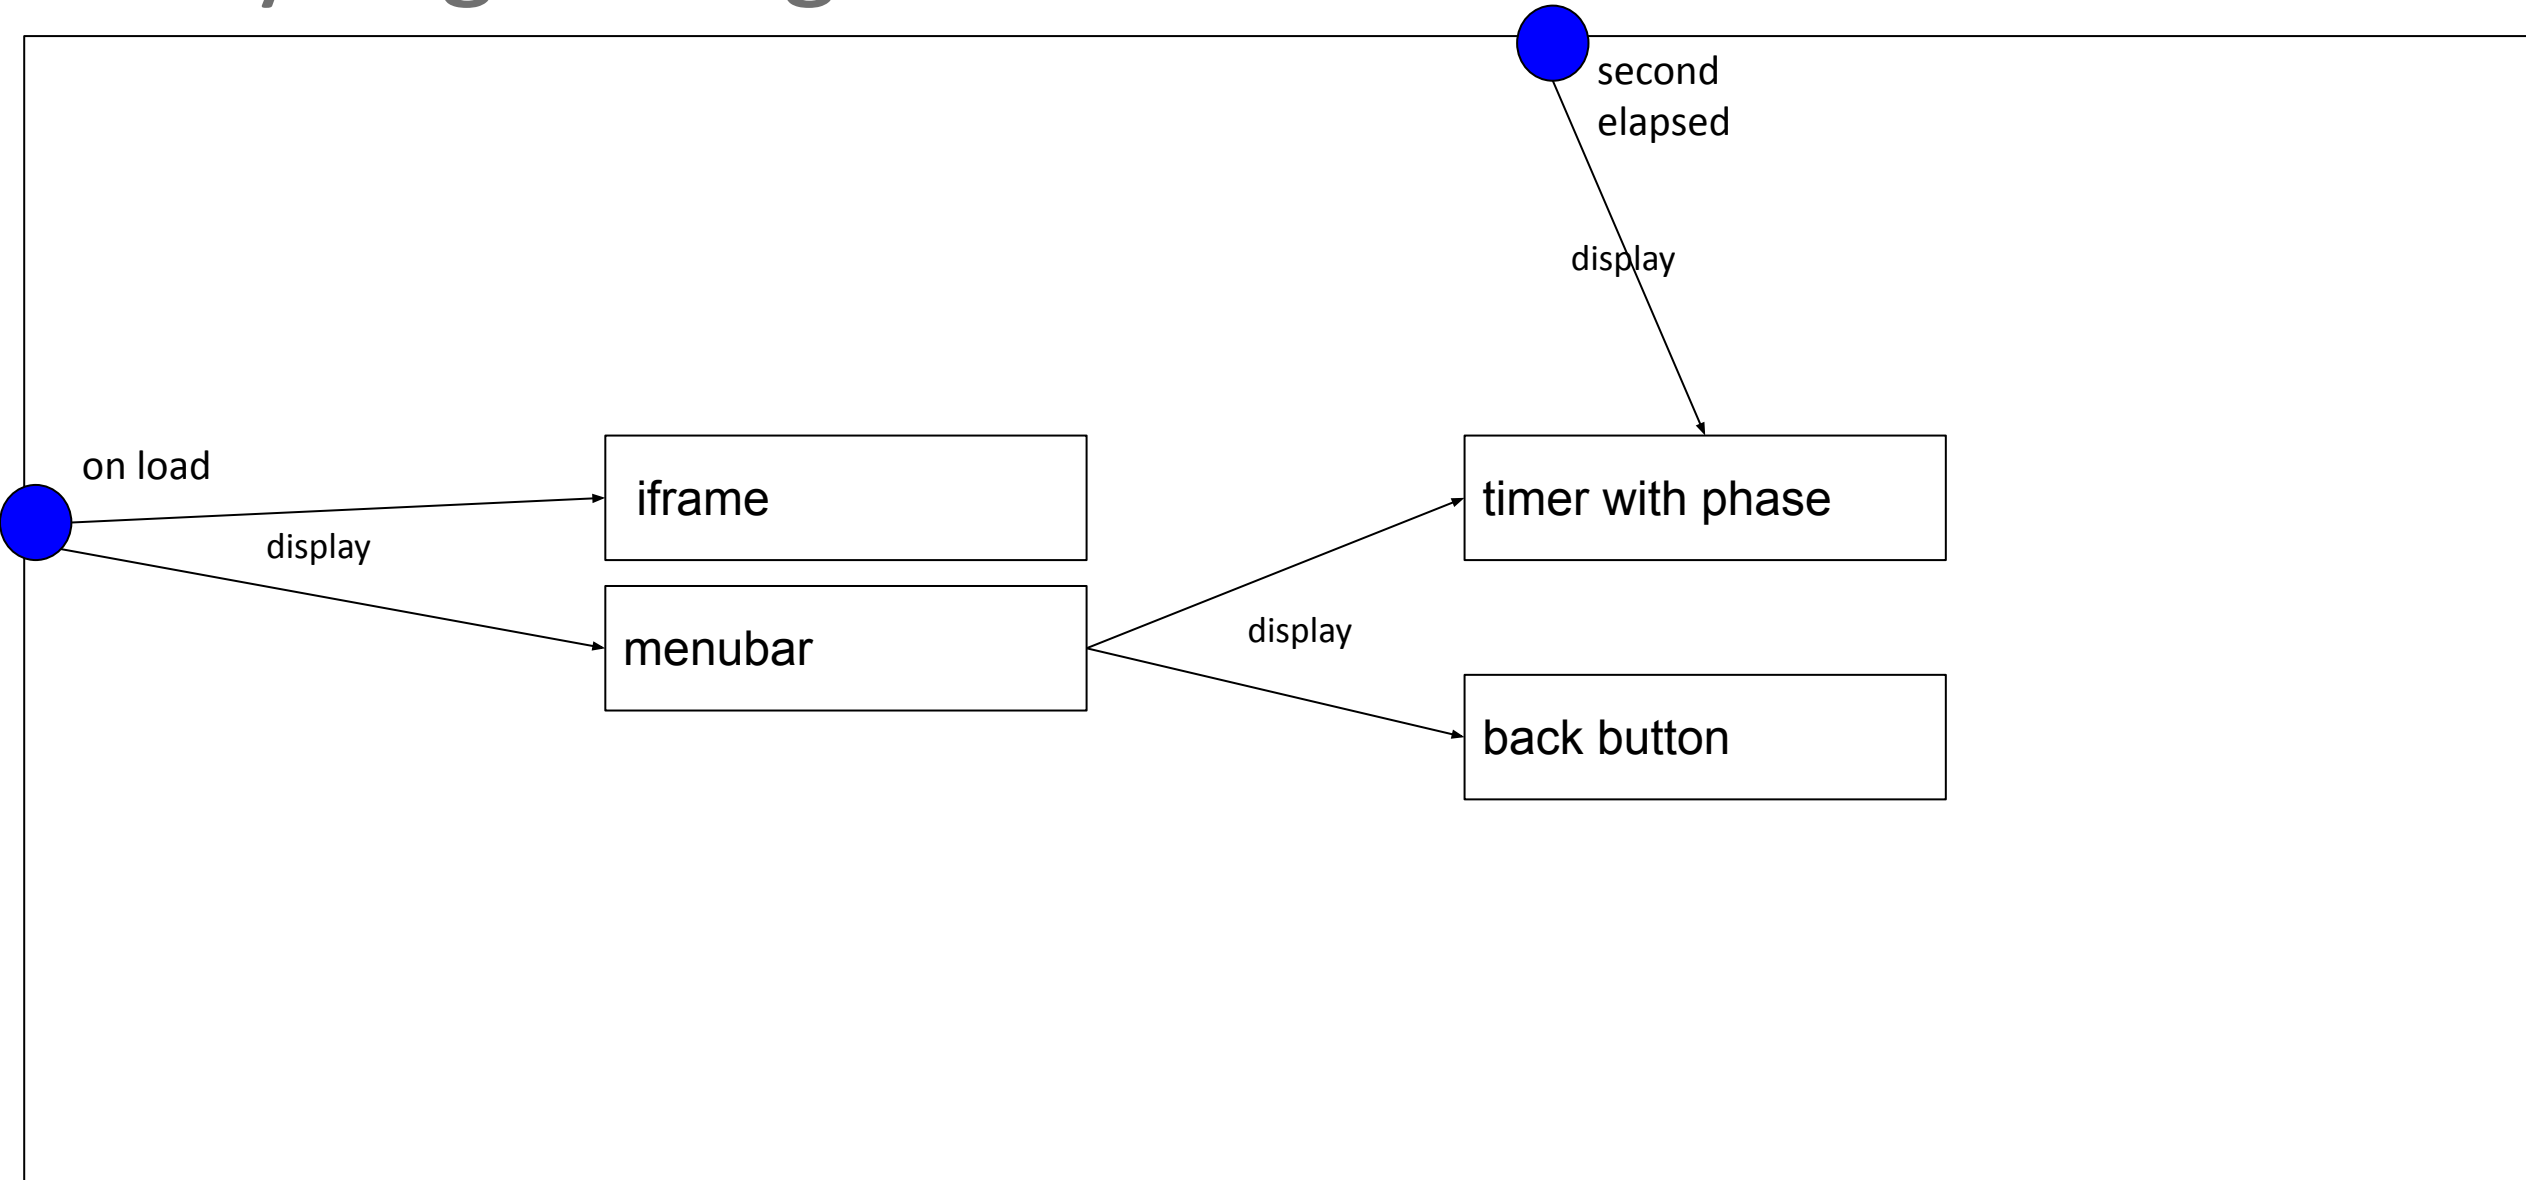 second
elapsed
display
on load
iframe
timer with phase
display
menubar
display
back button